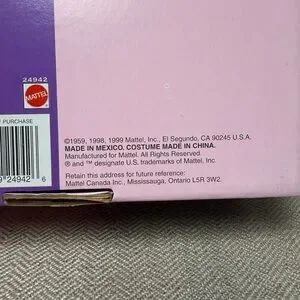 24942
MATTEL
PURCHASE
24942 6
©1959, 1998, 1999 Mattel, Inc., El Segundo, CA 90245 U.S.A.
MADE IN MEXICO. COSTUME MADE IN CHINA.
Manufactured for Mattel. All Rights Reserved
® and ™ designate U.S. trademarks of Mattel, Inc.
Retain this address for future reference:
Mattel Canada Inc., Mississauga, Ontario L5R 3W2.